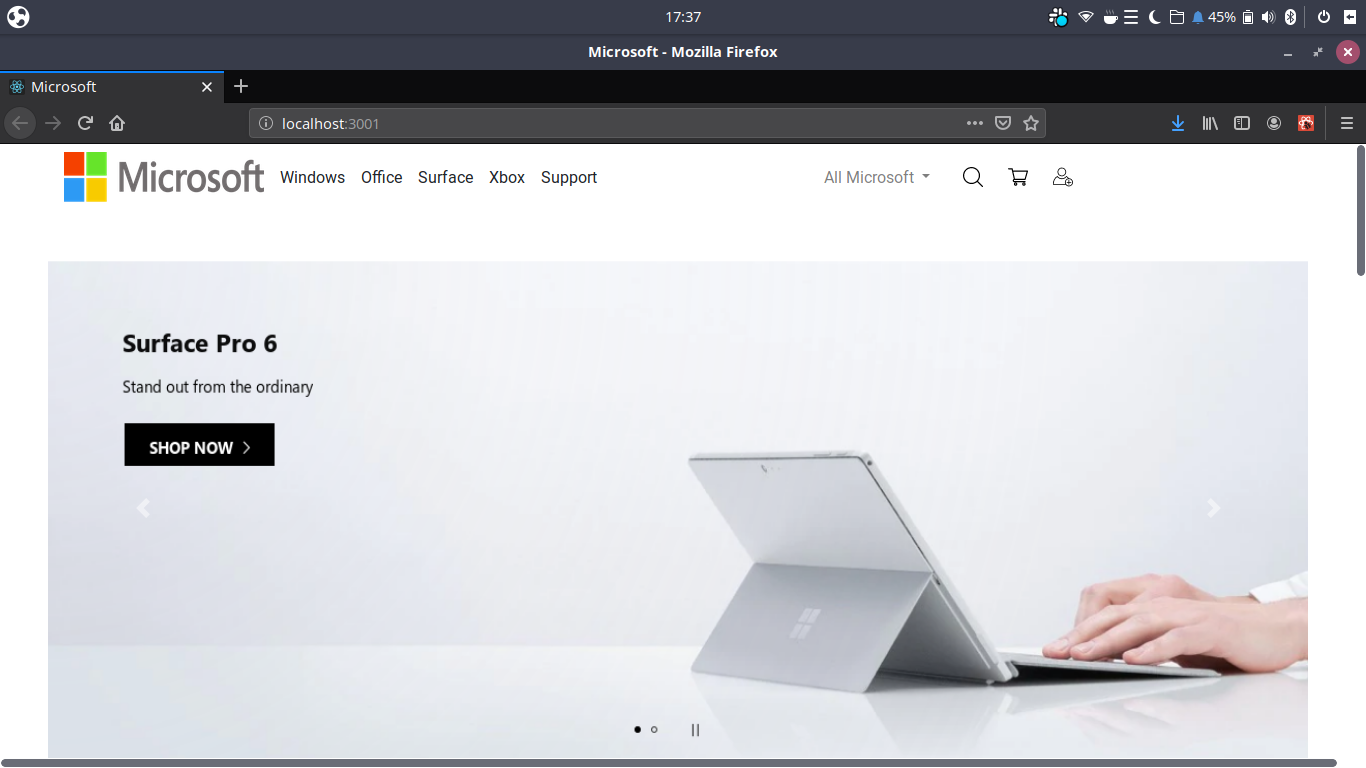 17:37
45%
Microsoft - Mozilla Firefox
Microsoft
localhost:3001
Microsoft Windows Office Surface Xbox Support All Microsoft
Surface Pro 6
Stand out from the ordinary
SHOP NOW